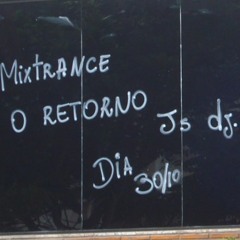 MixTRANCE
O RETORNO
Js dj.
DiA 30/10